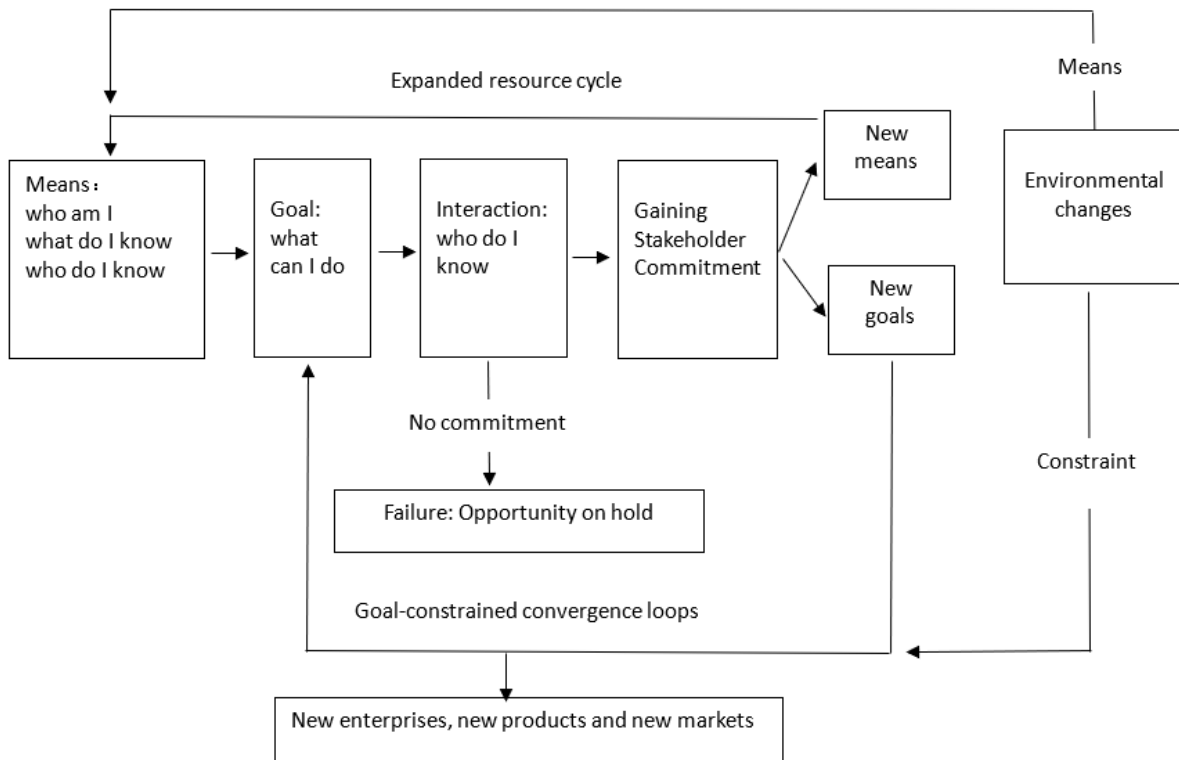 Means
Expanded resource cycle
New
means
Means：
who am I
what do I know
who do I know
Goal:
what
can I do
Interaction:
who do I
know
Gaining
Stakeholder
Commitment
Environmental
changes
New
goals
No commitment
Constraint
Failure: Opportunity on hold
Goal-constrained convergence loops
New enterprises, new products and new markets